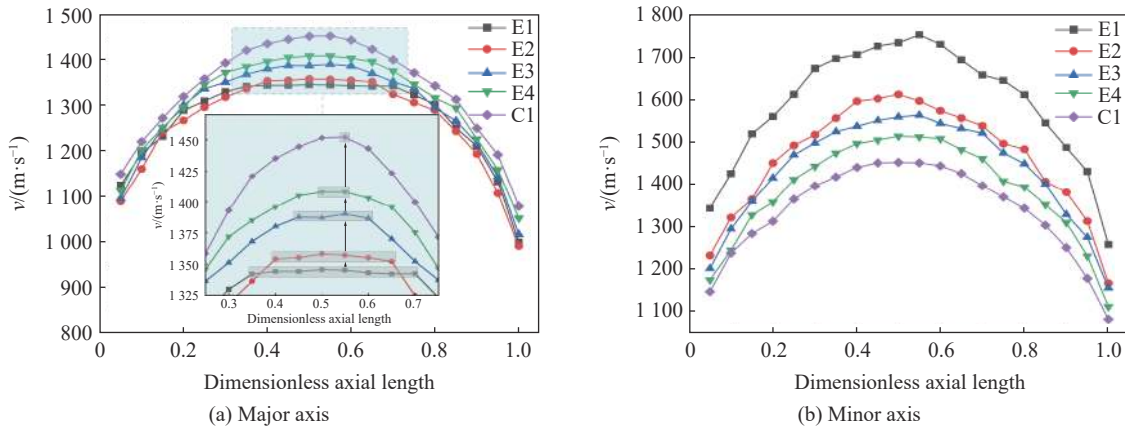 1 500
1 400
1 300
1 200
1 100
1 000
900
800
v/(m·s⁻¹)
0
0.2
0.4
0.6
0.8
1.0
Dimensionless axial length
E1
E2
E3
E4
C1
1 450
1 425
1 400
1 375
1 350
1 325
v/(m·s⁻¹)
0.3
0.4
0.5
0.6
0.7
Dimensionless axial length
(a) Major axis
1 800
1 700
1 600
1 500
1 400
1 300
1 200
1 100
v/(m·s⁻¹)
0
0.2
0.4
0.6
0.8
1.0
Dimensionless axial length
E1
E2
E3
E4
C1
(b) Minor axis